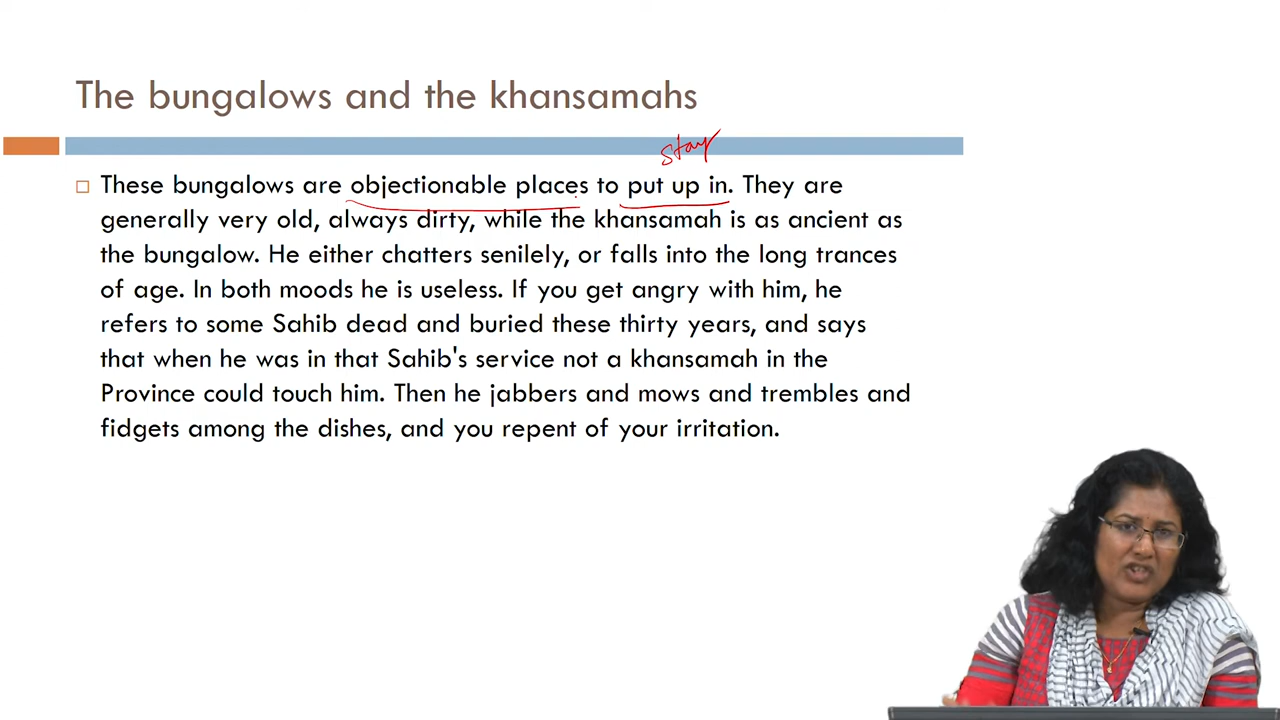 The bungalows and the khansamahs
stay
These bungalows are objectionable places to put up in. They are
generally very old, always dirty, while the khansamah is as ancient as
the bungalow. He either chatters senilely, or falls into the long trances
of age. In both moods he is useless. If you get angry with him, he
refers to some Sahib dead and buried these thirty years, and says
that when he was in that Sahib's service not a khansamah in the
Province could touch him. Then he jabbers and mows and trembles and
fidgets among the dishes, and you repent of your irritation.